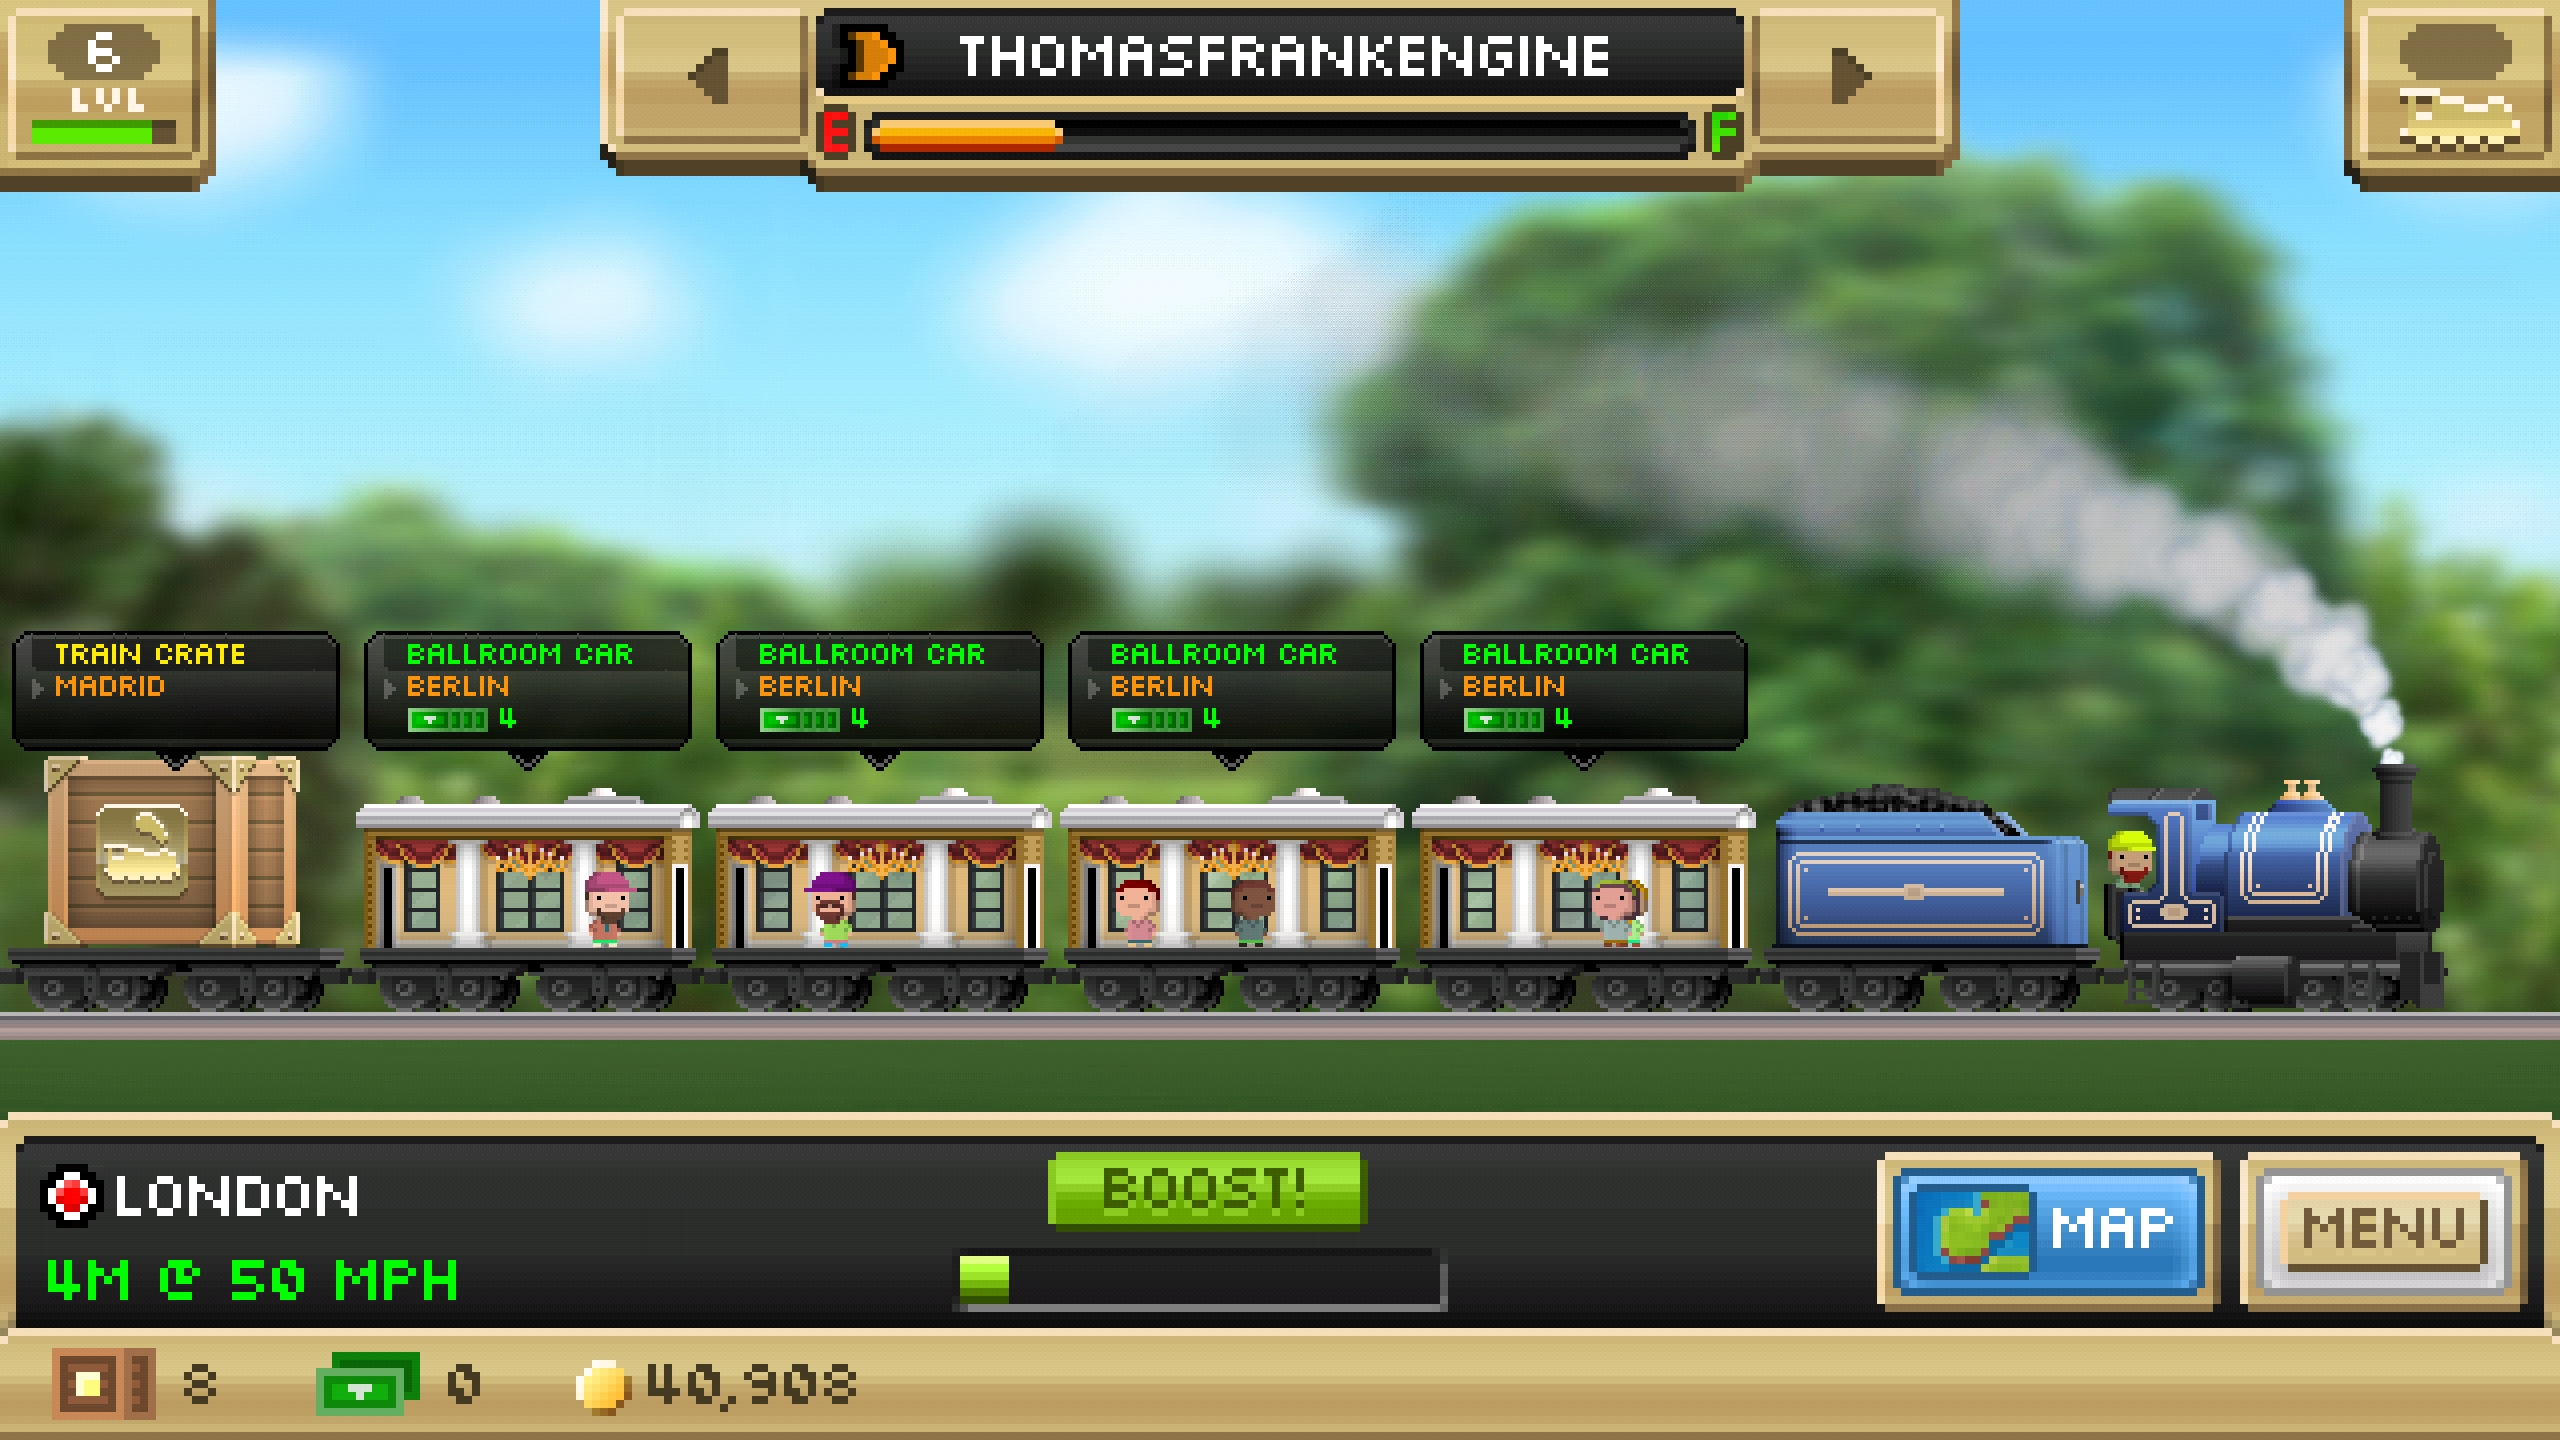 6
LVL
THOMASFRANKENGINE
E
F
TRAIN CRATE
MADRID
BALLROOM CAR
BERLIN
4
BALLROOM CAR
BERLIN
4
BALLROOM CAR
BERLIN
4
BALLROOM CAR
BERLIN
4
LONDON
4M @ 50 MPH
BOOST!
MAP
MENU
8
0
40,908